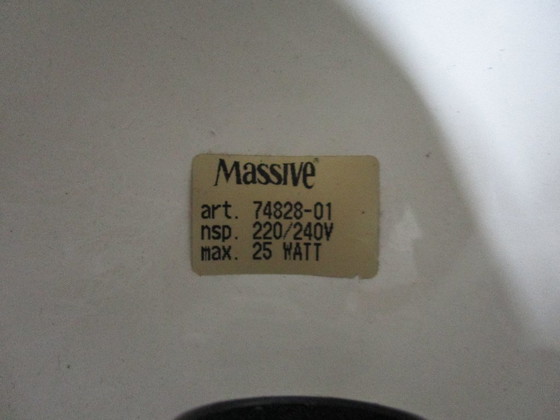 Massive®
art. 74828-01
nsp. 220/240V
max. 25 WATT